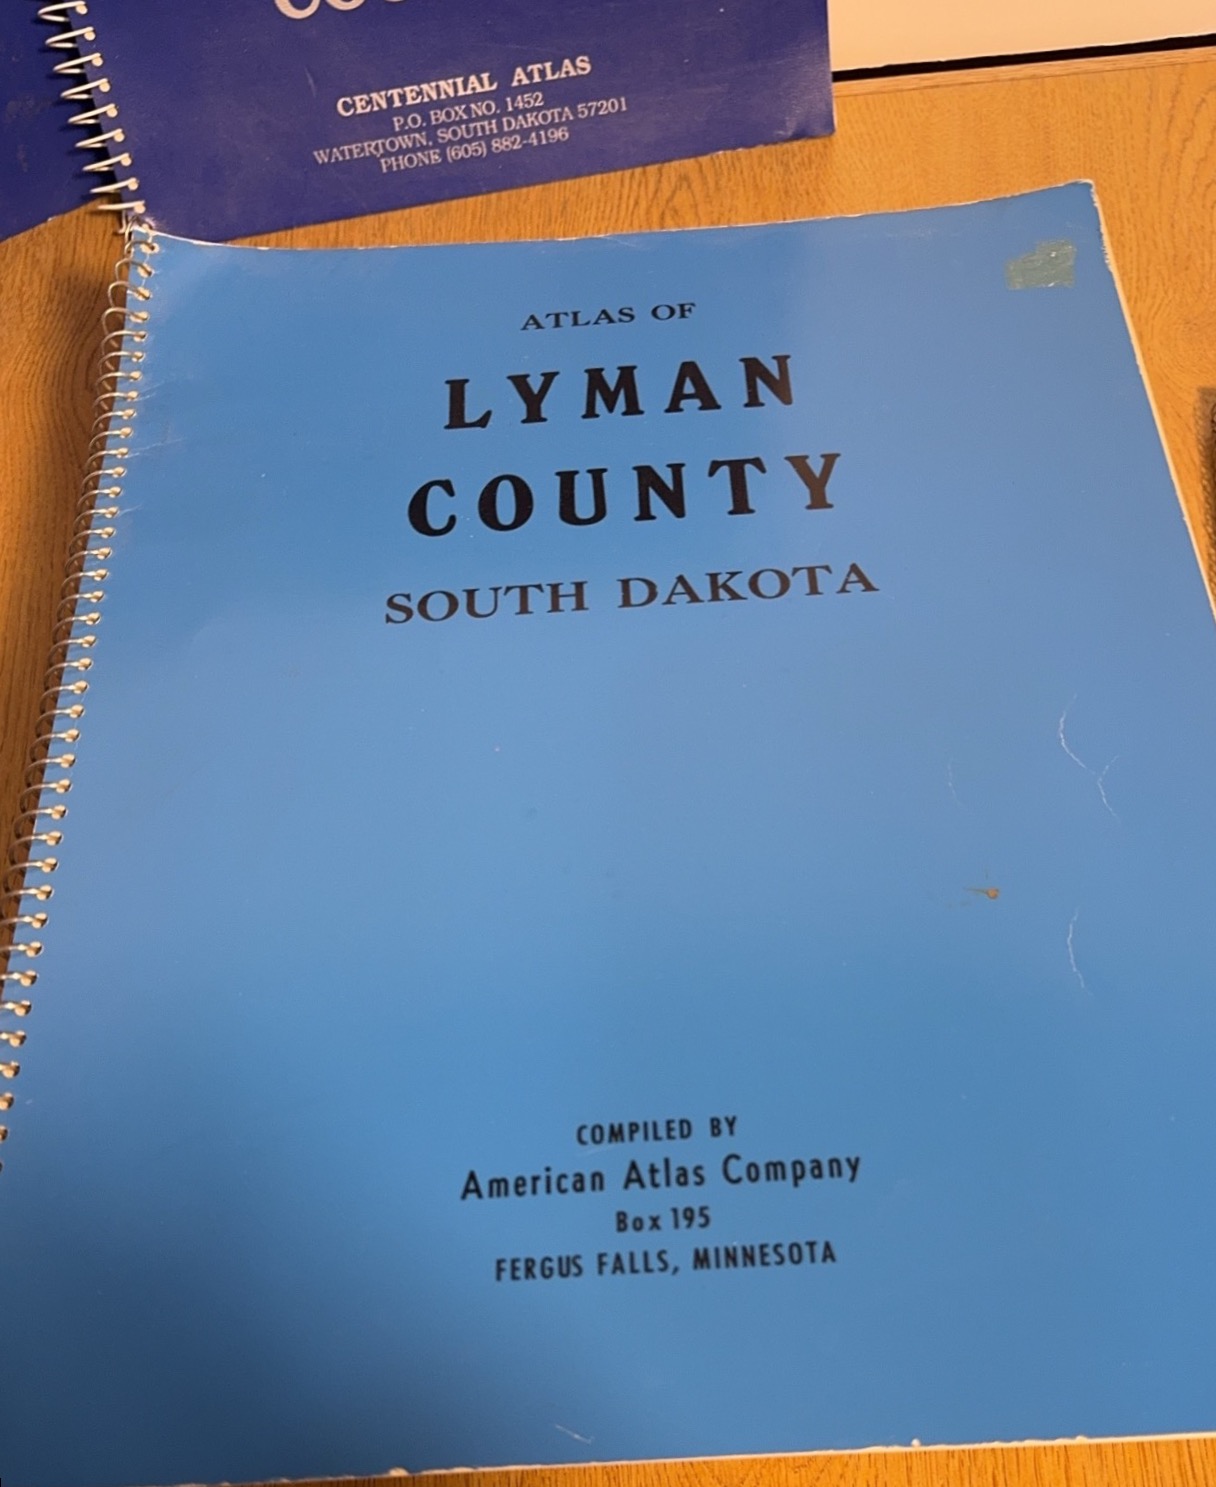 CENTENNIAL ATLAS
P.O. BOX NO. 1452
WATERTOWN, SOUTH DAKOTA 57201
PHONE (605) 882-4196
ATLAS OF
LYMAN
COUNTY
SOUTH DAKOTA
COMPILED BY
American Atlas Company
Box 195
FERGUS FALLS, MINNESOTA